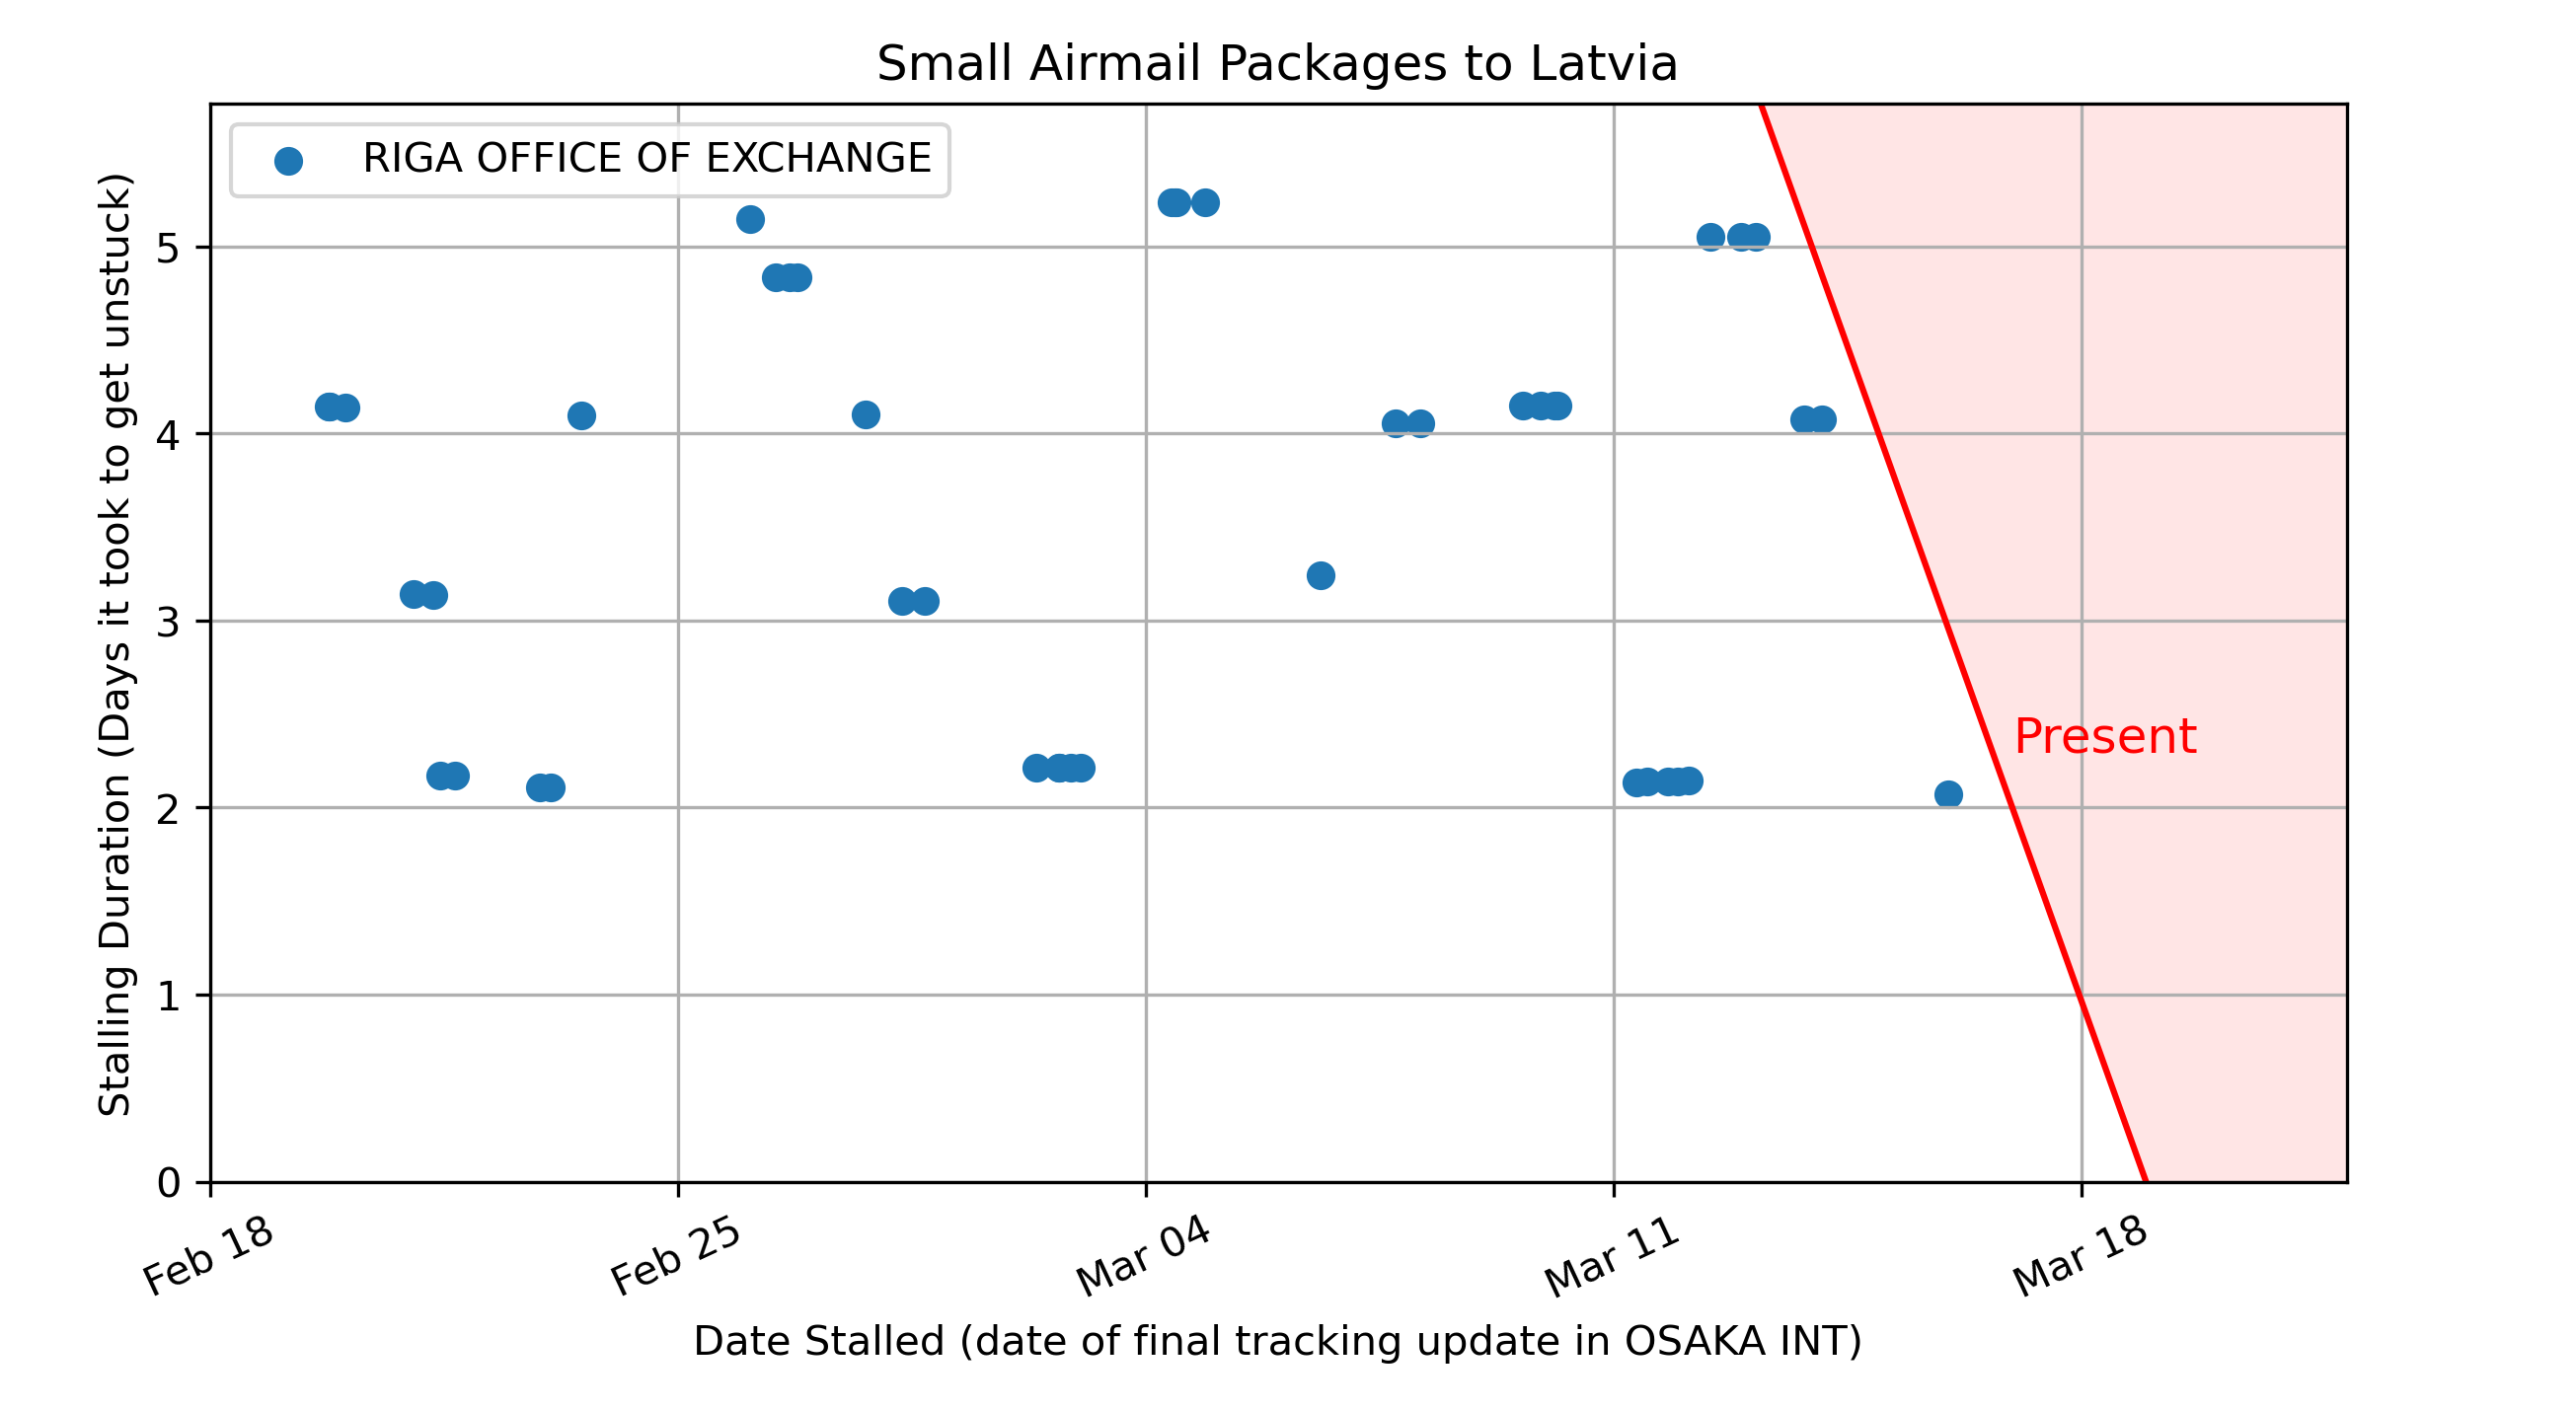 Small Airmail Packages to Latvia
RIGA OFFICE OF EXCHANGE
Stalling Duration (Days it took to get unstuck)
5
4
3
2
1
0
Present
Feb 18
Feb 25
Mar 04
Mar 11
Mar 18
Date Stalled (date of final tracking update in OSAKA INT)